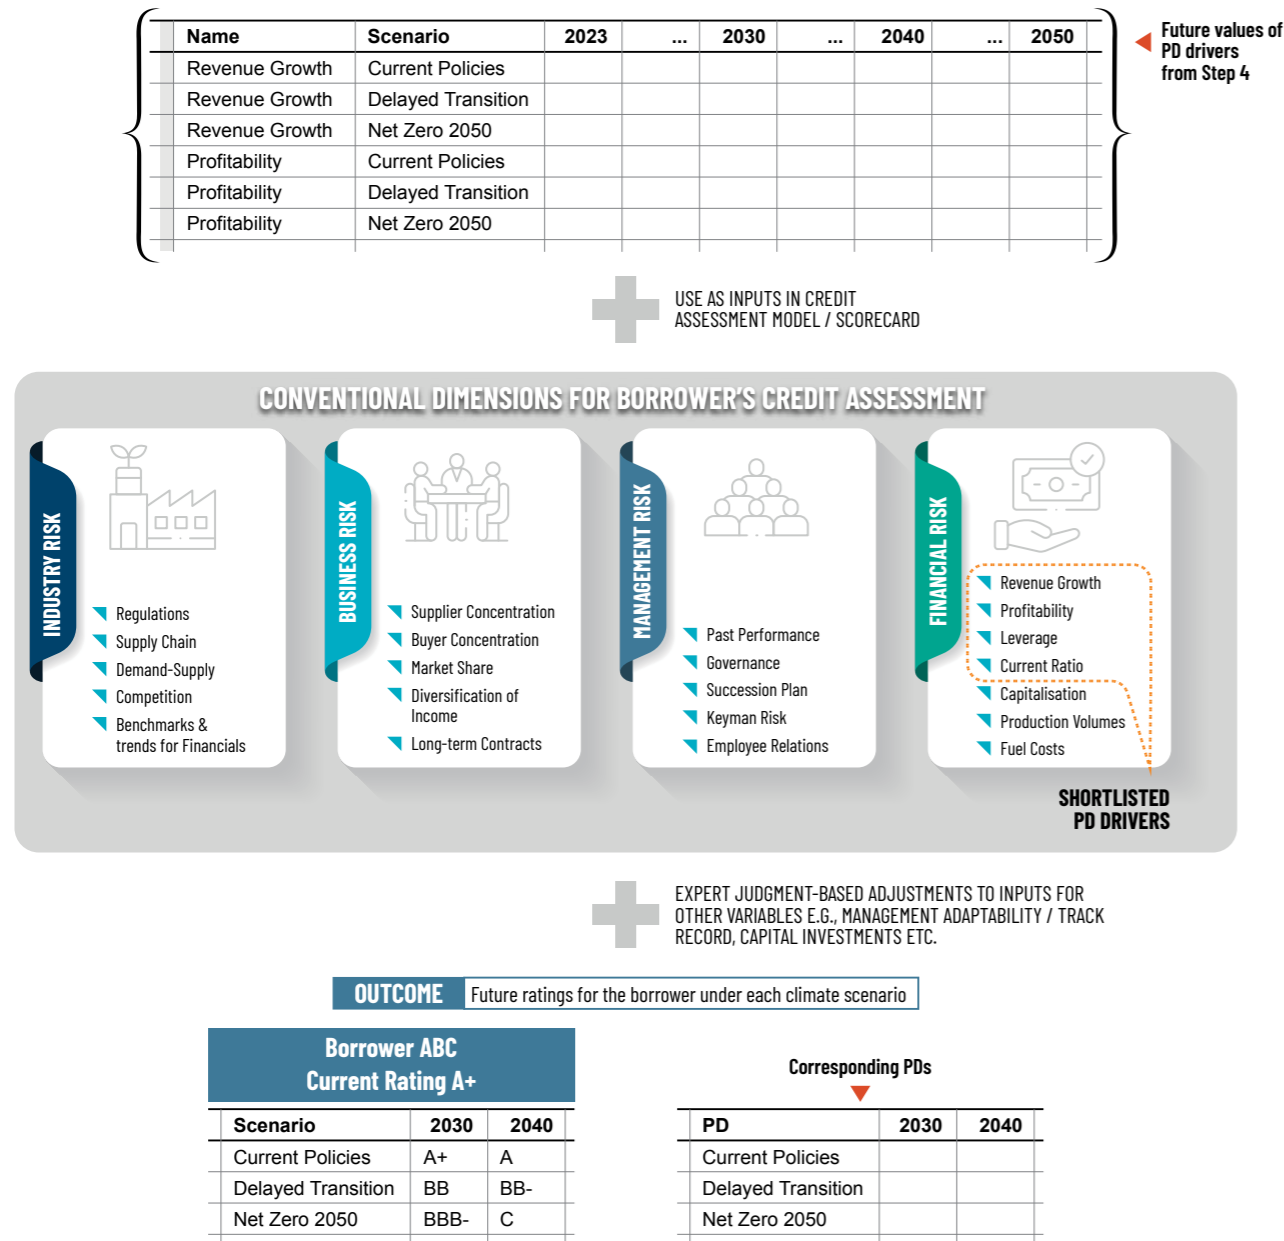 Name Scenario 2023 ... 2030 ... 2040 ... 2050
Revenue Growth Current Policies
Revenue Growth Delayed Transition
Revenue Growth Net Zero 2050
Profitability Current Policies
Profitability Delayed Transition
Profitability Net Zero 2050
Future values of
PD drivers
from Step 4
USE AS INPUTS IN CREDIT
ASSESSMENT MODEL / SCORECARD
CONVENTIONAL DIMENSIONS FOR BORROWER'S CREDIT ASSESSMENT
INDUSTRY RISK
Regulations
Supply Chain
Demand-Supply
Competition
Benchmarks &
trends for Financials
BUSINESS RISK
Supplier Concentration
Buyer Concentration
Market Share
Diversification of
Income
Long-term Contracts
MANAGEMENT RISK
Past Performance
Governance
Succession Plan
Keyman Risk
Employee Relations
FINANCIAL RISK
Revenue Growth
Profitability
Leverage
Current Ratio
Capitalisation
Production Volumes
Fuel Costs
SHORTLISTED
PD DRIVERS
EXPERT JUDGMENT-BASED ADJUSTMENTS TO INPUTS FOR
OTHER VARIABLES E.G., MANAGEMENT ADAPTABILITY / TRACK
RECORD, CAPITAL INVESTMENTS ETC.
OUTCOME Future ratings for the borrower under each climate scenario
Borrower ABC
Current Rating A+
Scenario 2030 2040
Current Policies A+ A
Delayed Transition BB BB-
Net Zero 2050 BBB- C
Corresponding PDs
PD 2030 2040
Current Policies
Delayed Transition
Net Zero 2050